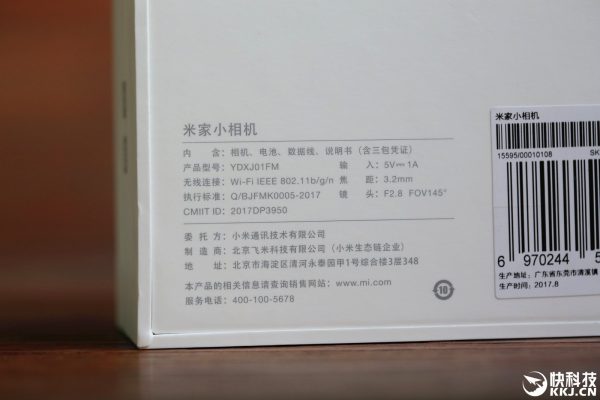 米家小相机
内 含：相机、电池、数据线、说明书（含三包凭证）
产品型号：YDXJ01FM 输 入：5V⎓1A
无线连接：Wi-Fi IEEE 802.11b/g/n 焦 距：3.2mm
执行标准：Q/BJFMK0005-2017 镜 头：F2.8 FOV145°
CMIIT ID：2017DP3950
委 托 方：小米通讯技术有限公司
制 造 商：北京飞米科技有限公司（小米生态链企业）
地 址：北京市海淀区清河永泰园甲1号综合楼3层348
本产品的相关信息请查询销售网站：www.mi.com
服务电话：400-100-5678
10
米家小相机
15595/00010108 SK
6 970244 5
生产地址：广东省东莞市清溪镇
生产时间：2017.8
快科技
KKJ.CN